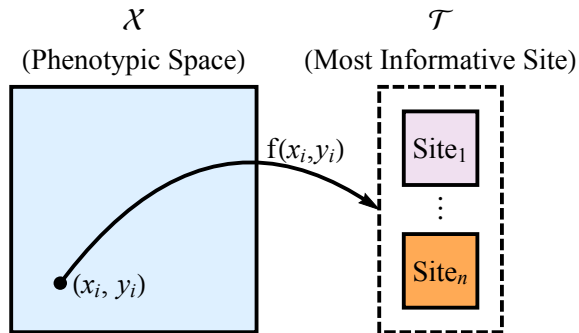 𝒳
(Phenotypic Space)
𝒯
(Most Informative Site)
f(xᵢ,yᵢ)
Site₁
⋮
Siteₙ
(xᵢ, yᵢ)